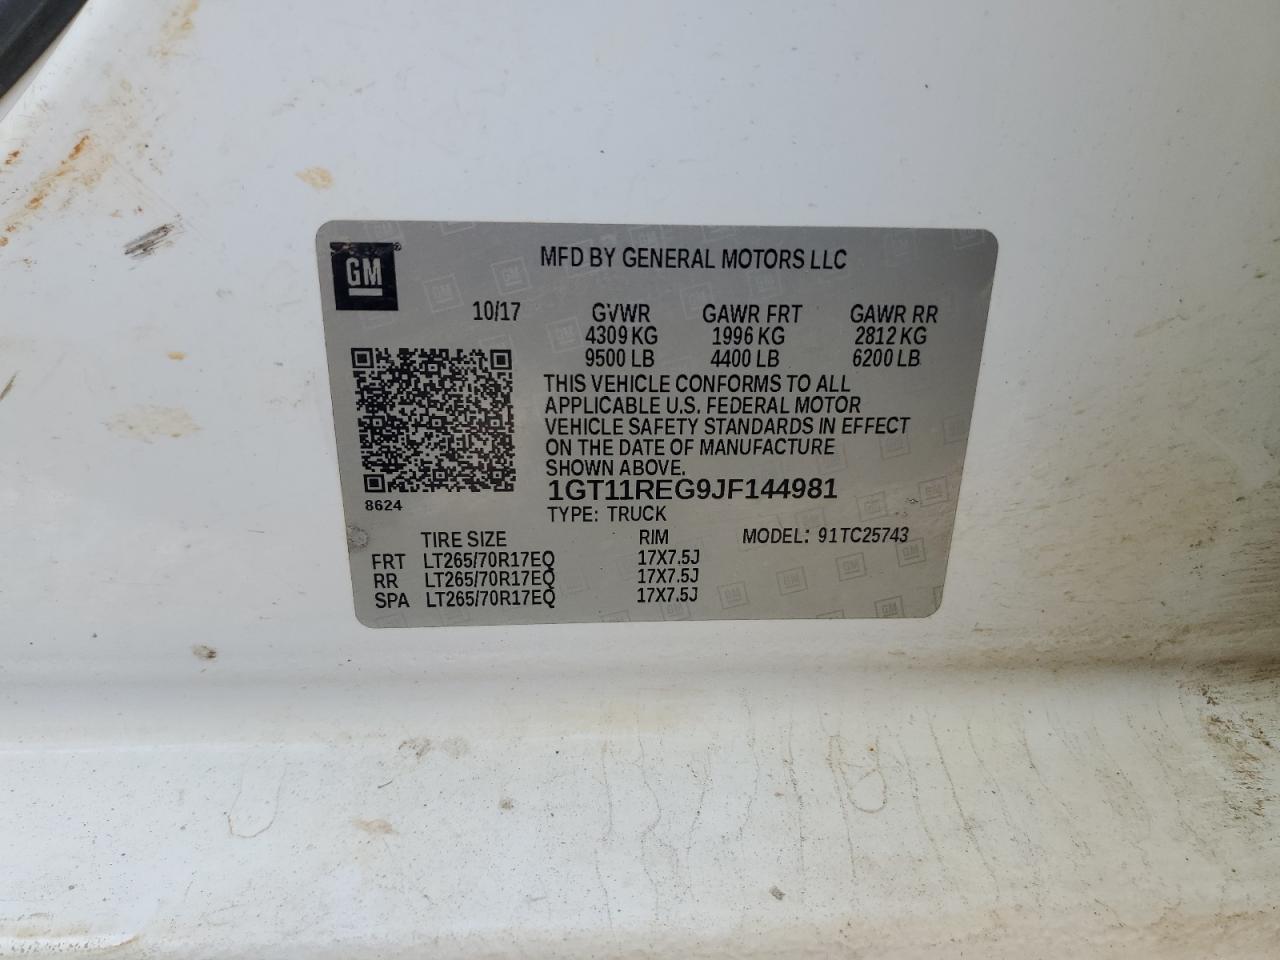 GM
MFD BY GENERAL MOTORS LLC
10/17 GVWR GAWR FRT GAWR RR
4309 KG 1996 KG 2812 KG
9500 LB 4400 LB 6200 LB
THIS VEHICLE CONFORMS TO ALL
APPLICABLE U.S. FEDERAL MOTOR
VEHICLE SAFETY STANDARDS IN EFFECT
ON THE DATE OF MANUFACTURE
SHOWN ABOVE.
1GT11REG9JF144981
8624
TYPE: TRUCK
TIRE SIZE RIM MODEL: 91TC25743
FRT LT265/70R17EQ 17X7.5J
RR LT265/70R17EQ 17X7.5J
SPA LT265/70R17EQ 17X7.5J